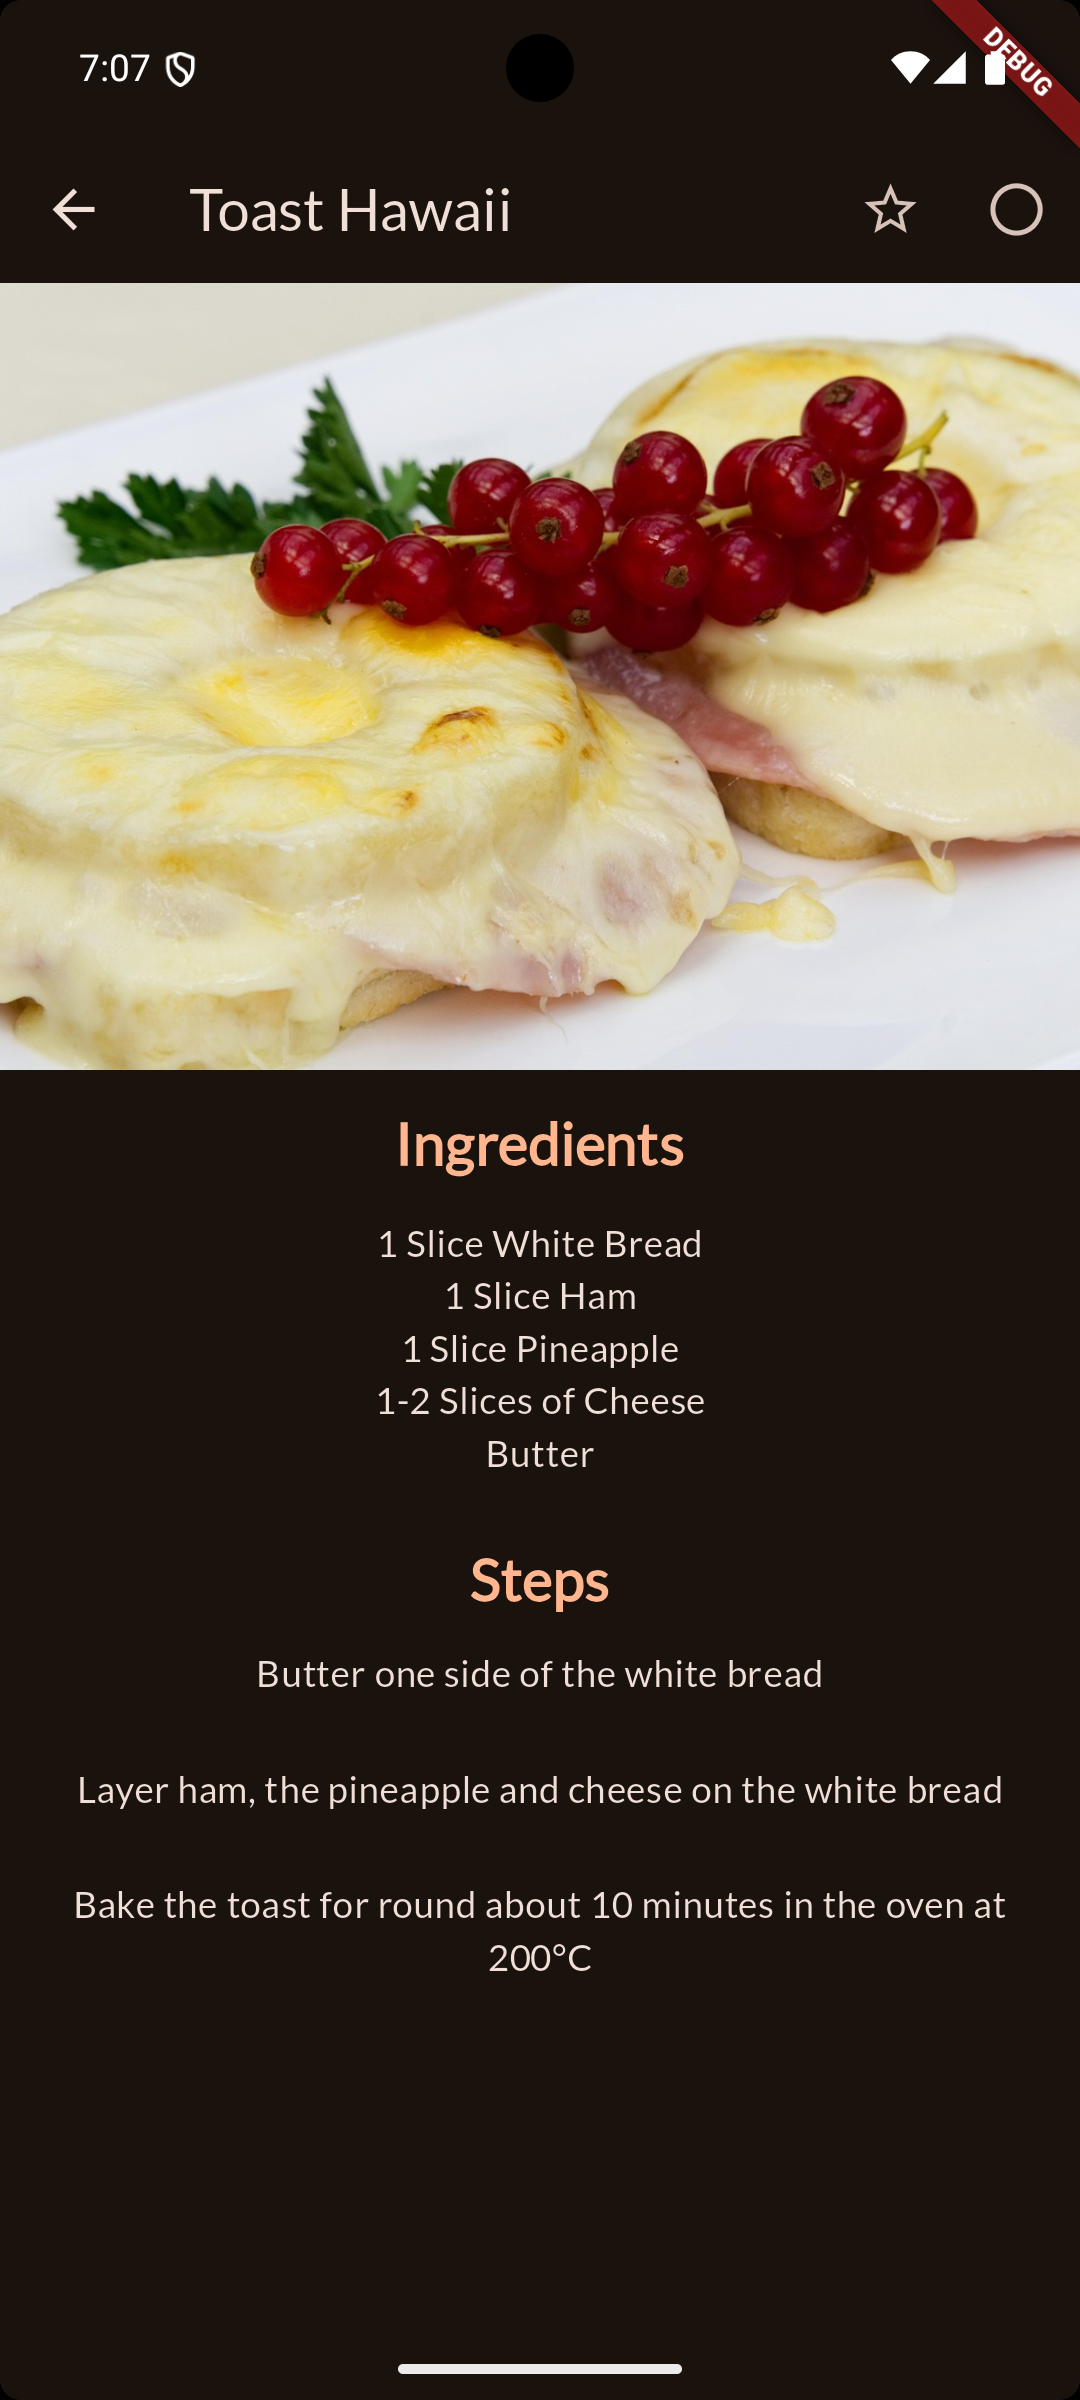 7:07
DEBUG
Toast Hawaii
Ingredients
1 Slice White Bread
1 Slice Ham
1 Slice Pineapple
1-2 Slices of Cheese
Butter
Steps
Butter one side of the white bread
Layer ham, the pineapple and cheese on the white bread
Bake the toast for round about 10 minutes in the oven at
200°C